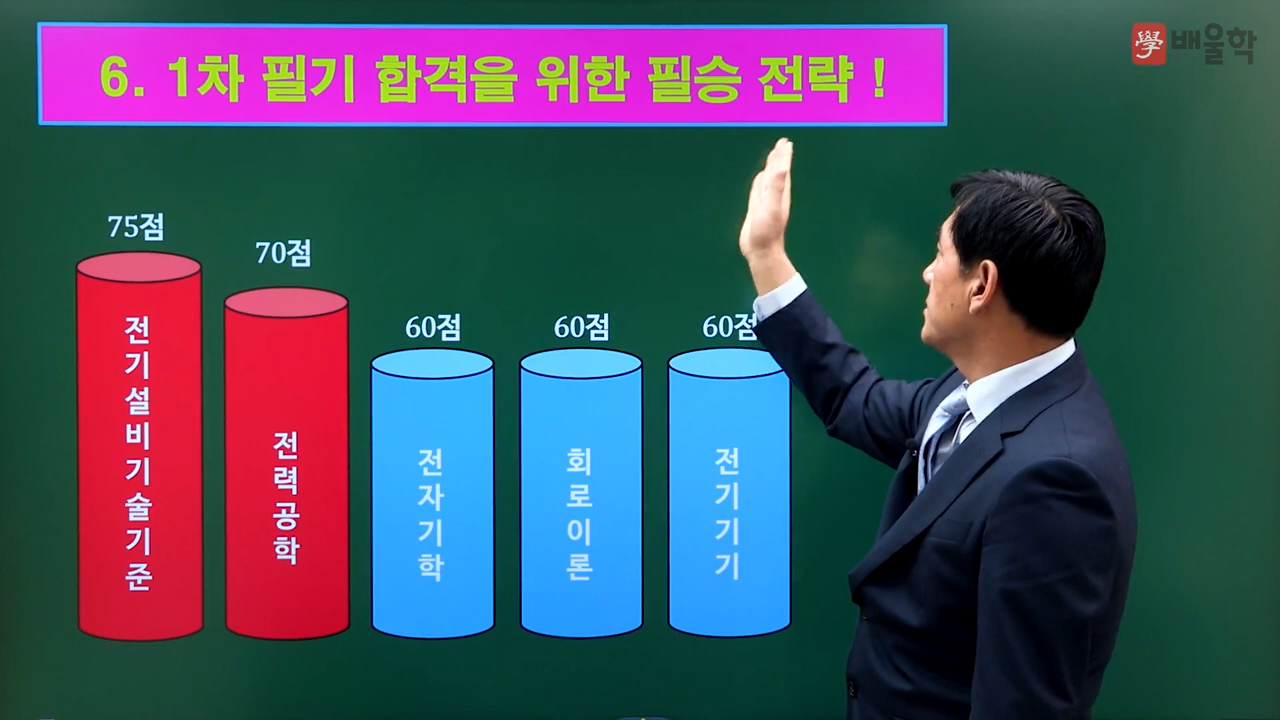 6. 1차 필기 합격을 위한 필승 전략 !
學 배울학
75점
70점
60점
60점
60점
전기설비기술기준
전력공학
전자기학
회로이론
전기기기